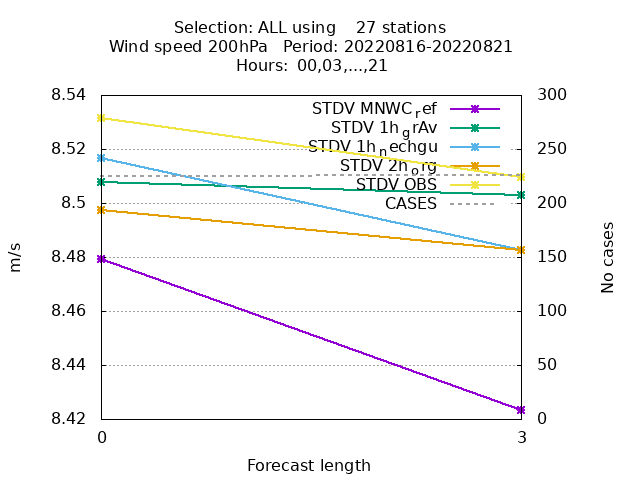 Selection: ALL using    27 stations
Wind speed 200hPa   Period: 20220816-20220821
Hours: 00,03,...,21
8.54
8.52
8.5
8.48
8.46
8.44
8.42
m/s
300
250
200
150
100
50
0
No cases
STDV MNWC_ref
STDV 1h_grAv
STDV 1h_nechgu
STDV 2h_org
STDV OBS
CASES
0
3
Forecast length